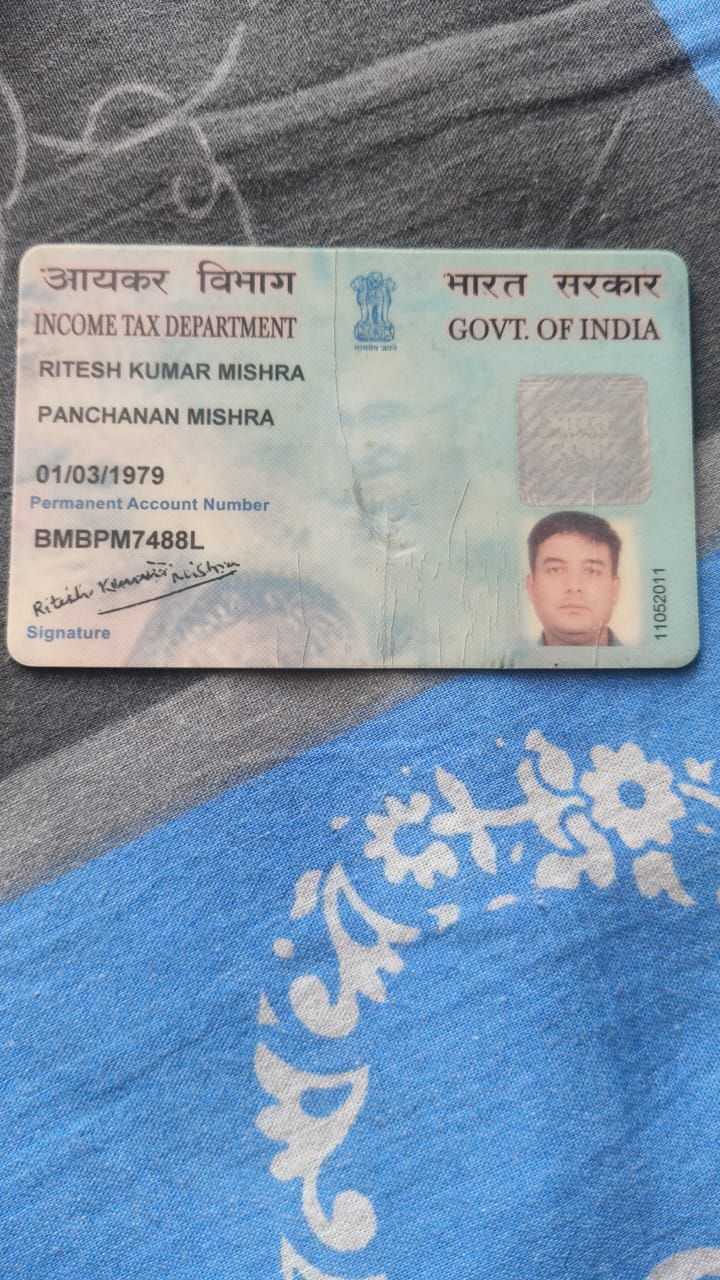 आयकर विभाग
INCOME TAX DEPARTMENT
भारत सरकार
GOVT. OF INDIA
सत्यमेव जयते
RITESH KUMAR MISHRA
PANCHANAN MISHRA
01/03/1979
Permanent Account Number
BMBPM7488L
Ritesh Kumar Mishra
Signature
11052011